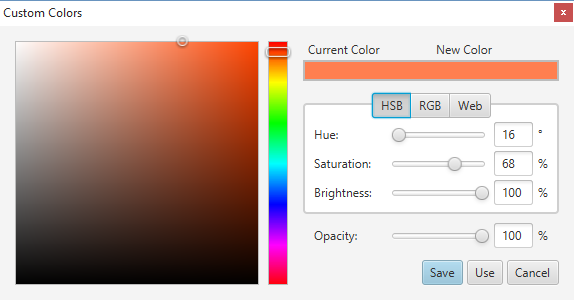 Custom Colors
x
Current Color New Color
HSB RGB Web
Hue: 16 °
Saturation: 68 %
Brightness: 100 %
Opacity: 100 %
Save Use Cancel